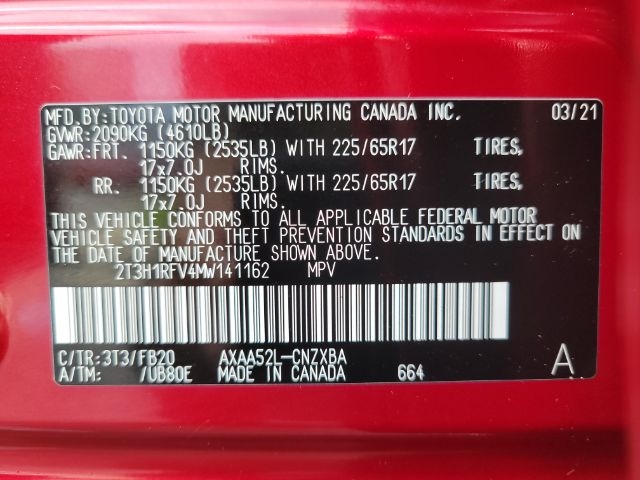 MFD.BY:TOYOTA MOTOR MANUFACTURING CANADA INC. 03/21
GVWR:2090KG (4610LB)
GAWR:FRT. 1150KG (2535LB) WITH 225/65R17 TIRES,
17x7.0J RIMS.
RR. 1150KG (2535LB) WITH 225/65R17 TIRES,
17x7.0J RIMS.
THIS VEHICLE CONFORMS TO ALL APPLICABLE FEDERAL MOTOR
VEHICLE SAFETY AND THEFT PREVENTION STANDARDS IN EFFECT ON
THE DATE OF MANUFACTURE SHOWN ABOVE.
2T3H1RFV4MW141162 MPV
C/TR:3T3/FB20 AXAA52L-CNZXBA
A/TM: /UB80E MADE IN CANADA 664 A